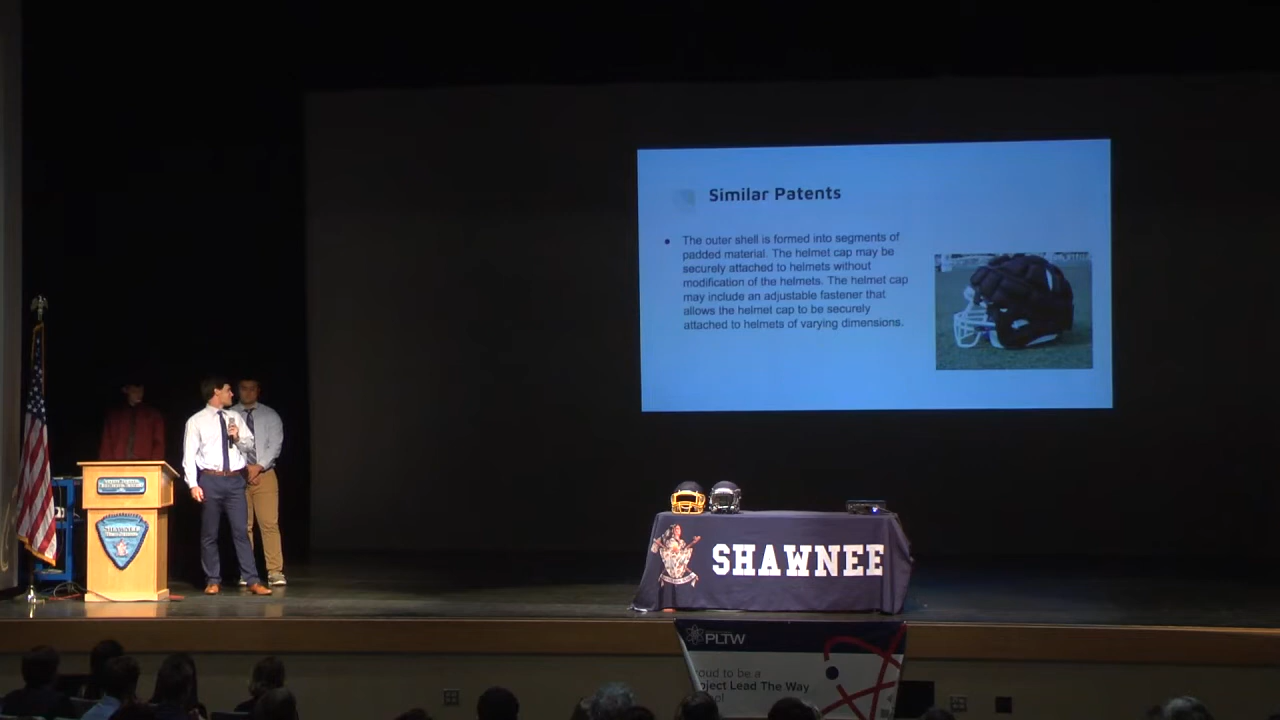 Similar Patents
The outer shell is formed into segments of
padded material. The helmet cap may be
securely attached to helmets without
modification of the helmets. The helmet cap
may include an adjustable fastener that
allows the helmet cap to be securely
attached to helmets of varying dimensions.
SHAWNEE
SHAWNEE
PLTW
oud to be a
oject Lead The Way